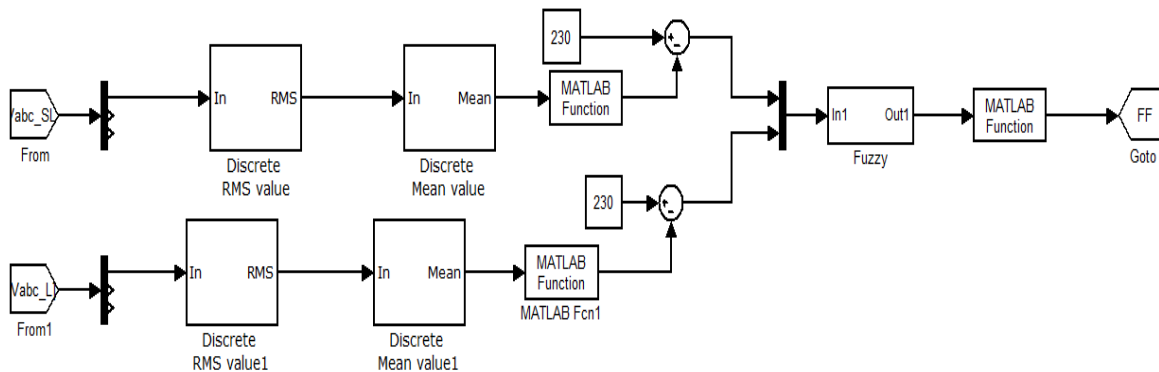 Vabc_SL
From
In RMS
Discrete
RMS value
In Mean
Discrete
Mean value
230
MATLAB
Function
+
-
In1 Out1
Fuzzy
MATLAB
Function
FF
Goto
Vabc_L
From1
In RMS
Discrete
RMS value1
In Mean
Discrete
Mean value1
230
MATLAB
Function
MATLAB Fcn1
+
-